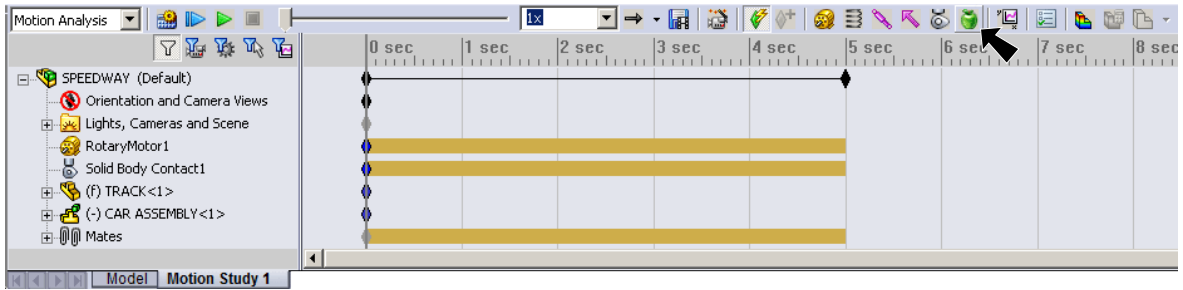 Motion Analysis 1x
0 sec 1 sec 2 sec 3 sec 4 sec 5 sec 6 sec 7 sec 8 sec
SPEEDWAY (Default)
Orientation and Camera Views
Lights, Cameras and Scene
RotaryMotor1
Solid Body Contact1
(f) TRACK<1>
(-) CAR ASSEMBLY<1>
Mates
Model Motion Study 1